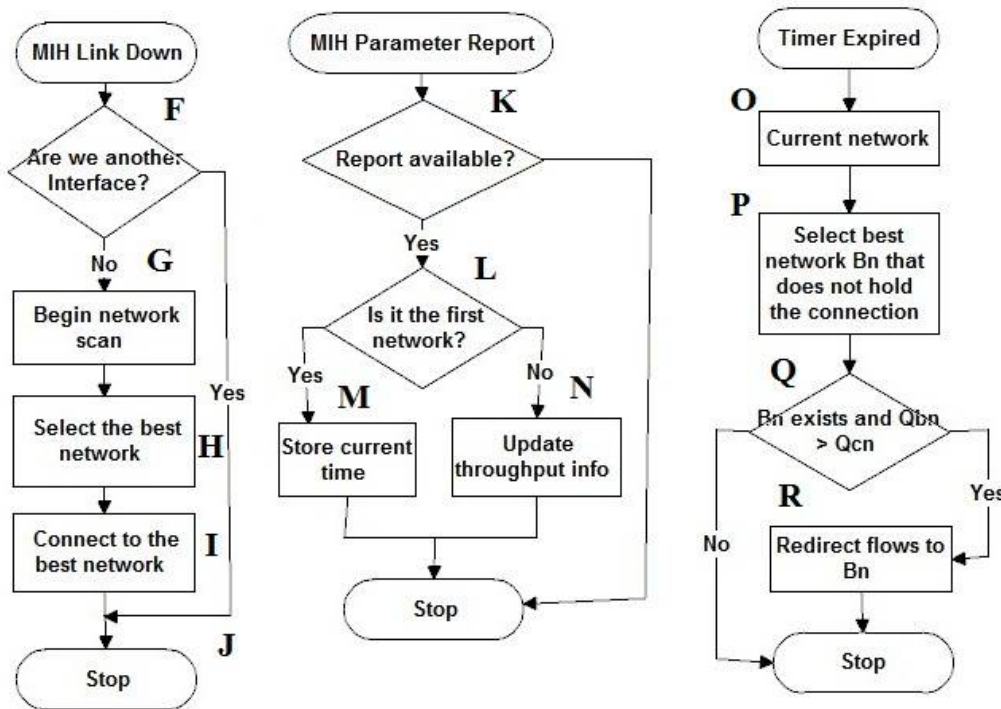 MIH Link Down
F
Are we another
Interface?
No
G
Begin network
scan
Yes
Select the best
network
H
Connect to the
best network
I
J
Stop
MIH Parameter Report
K
Report available?
Yes
L
Is it the first
network?
Yes
No
M
N
Store current
time
Update
throughput info
Stop
Timer Expired
O
Current network
P
Select best
network Bn that
does not hold
the connection
Q
Bn exists and Qbn
> Qcn
R
Yes
No
Redirect flows to
Bn
Stop